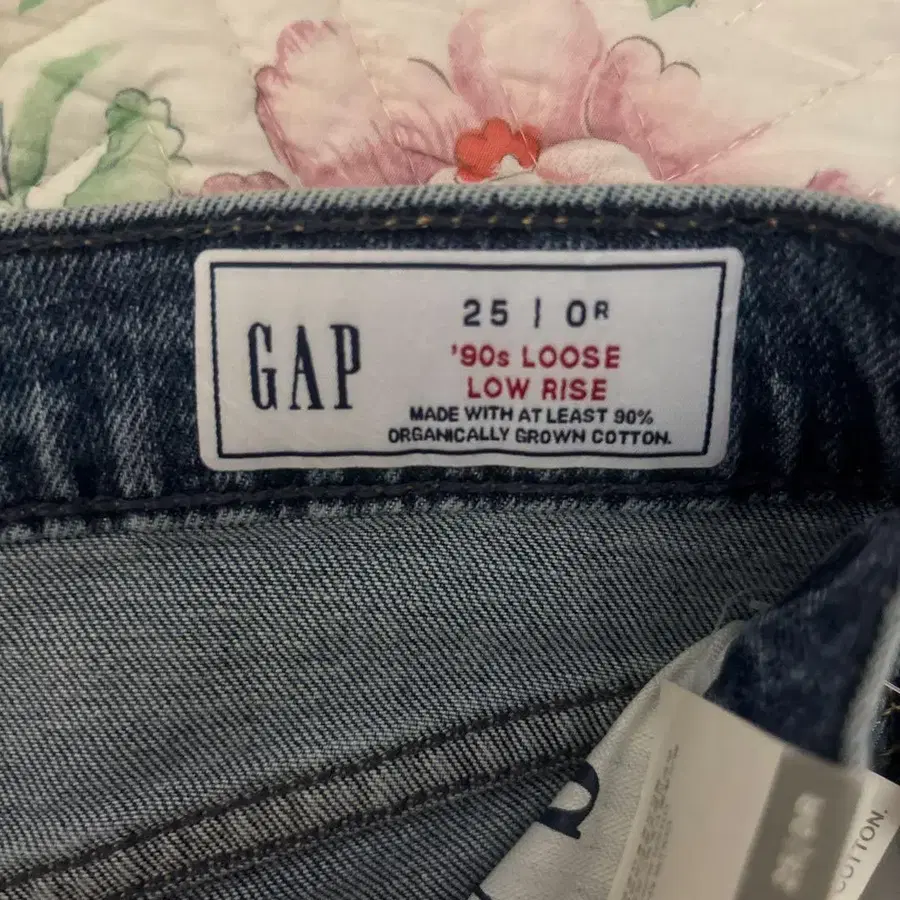 GAP
25 | 0R
'90s LOOSE
LOW RISE
MADE WITH AT LEAST 90%
ORGANICALLY GROWN COTTON.
COTTON.